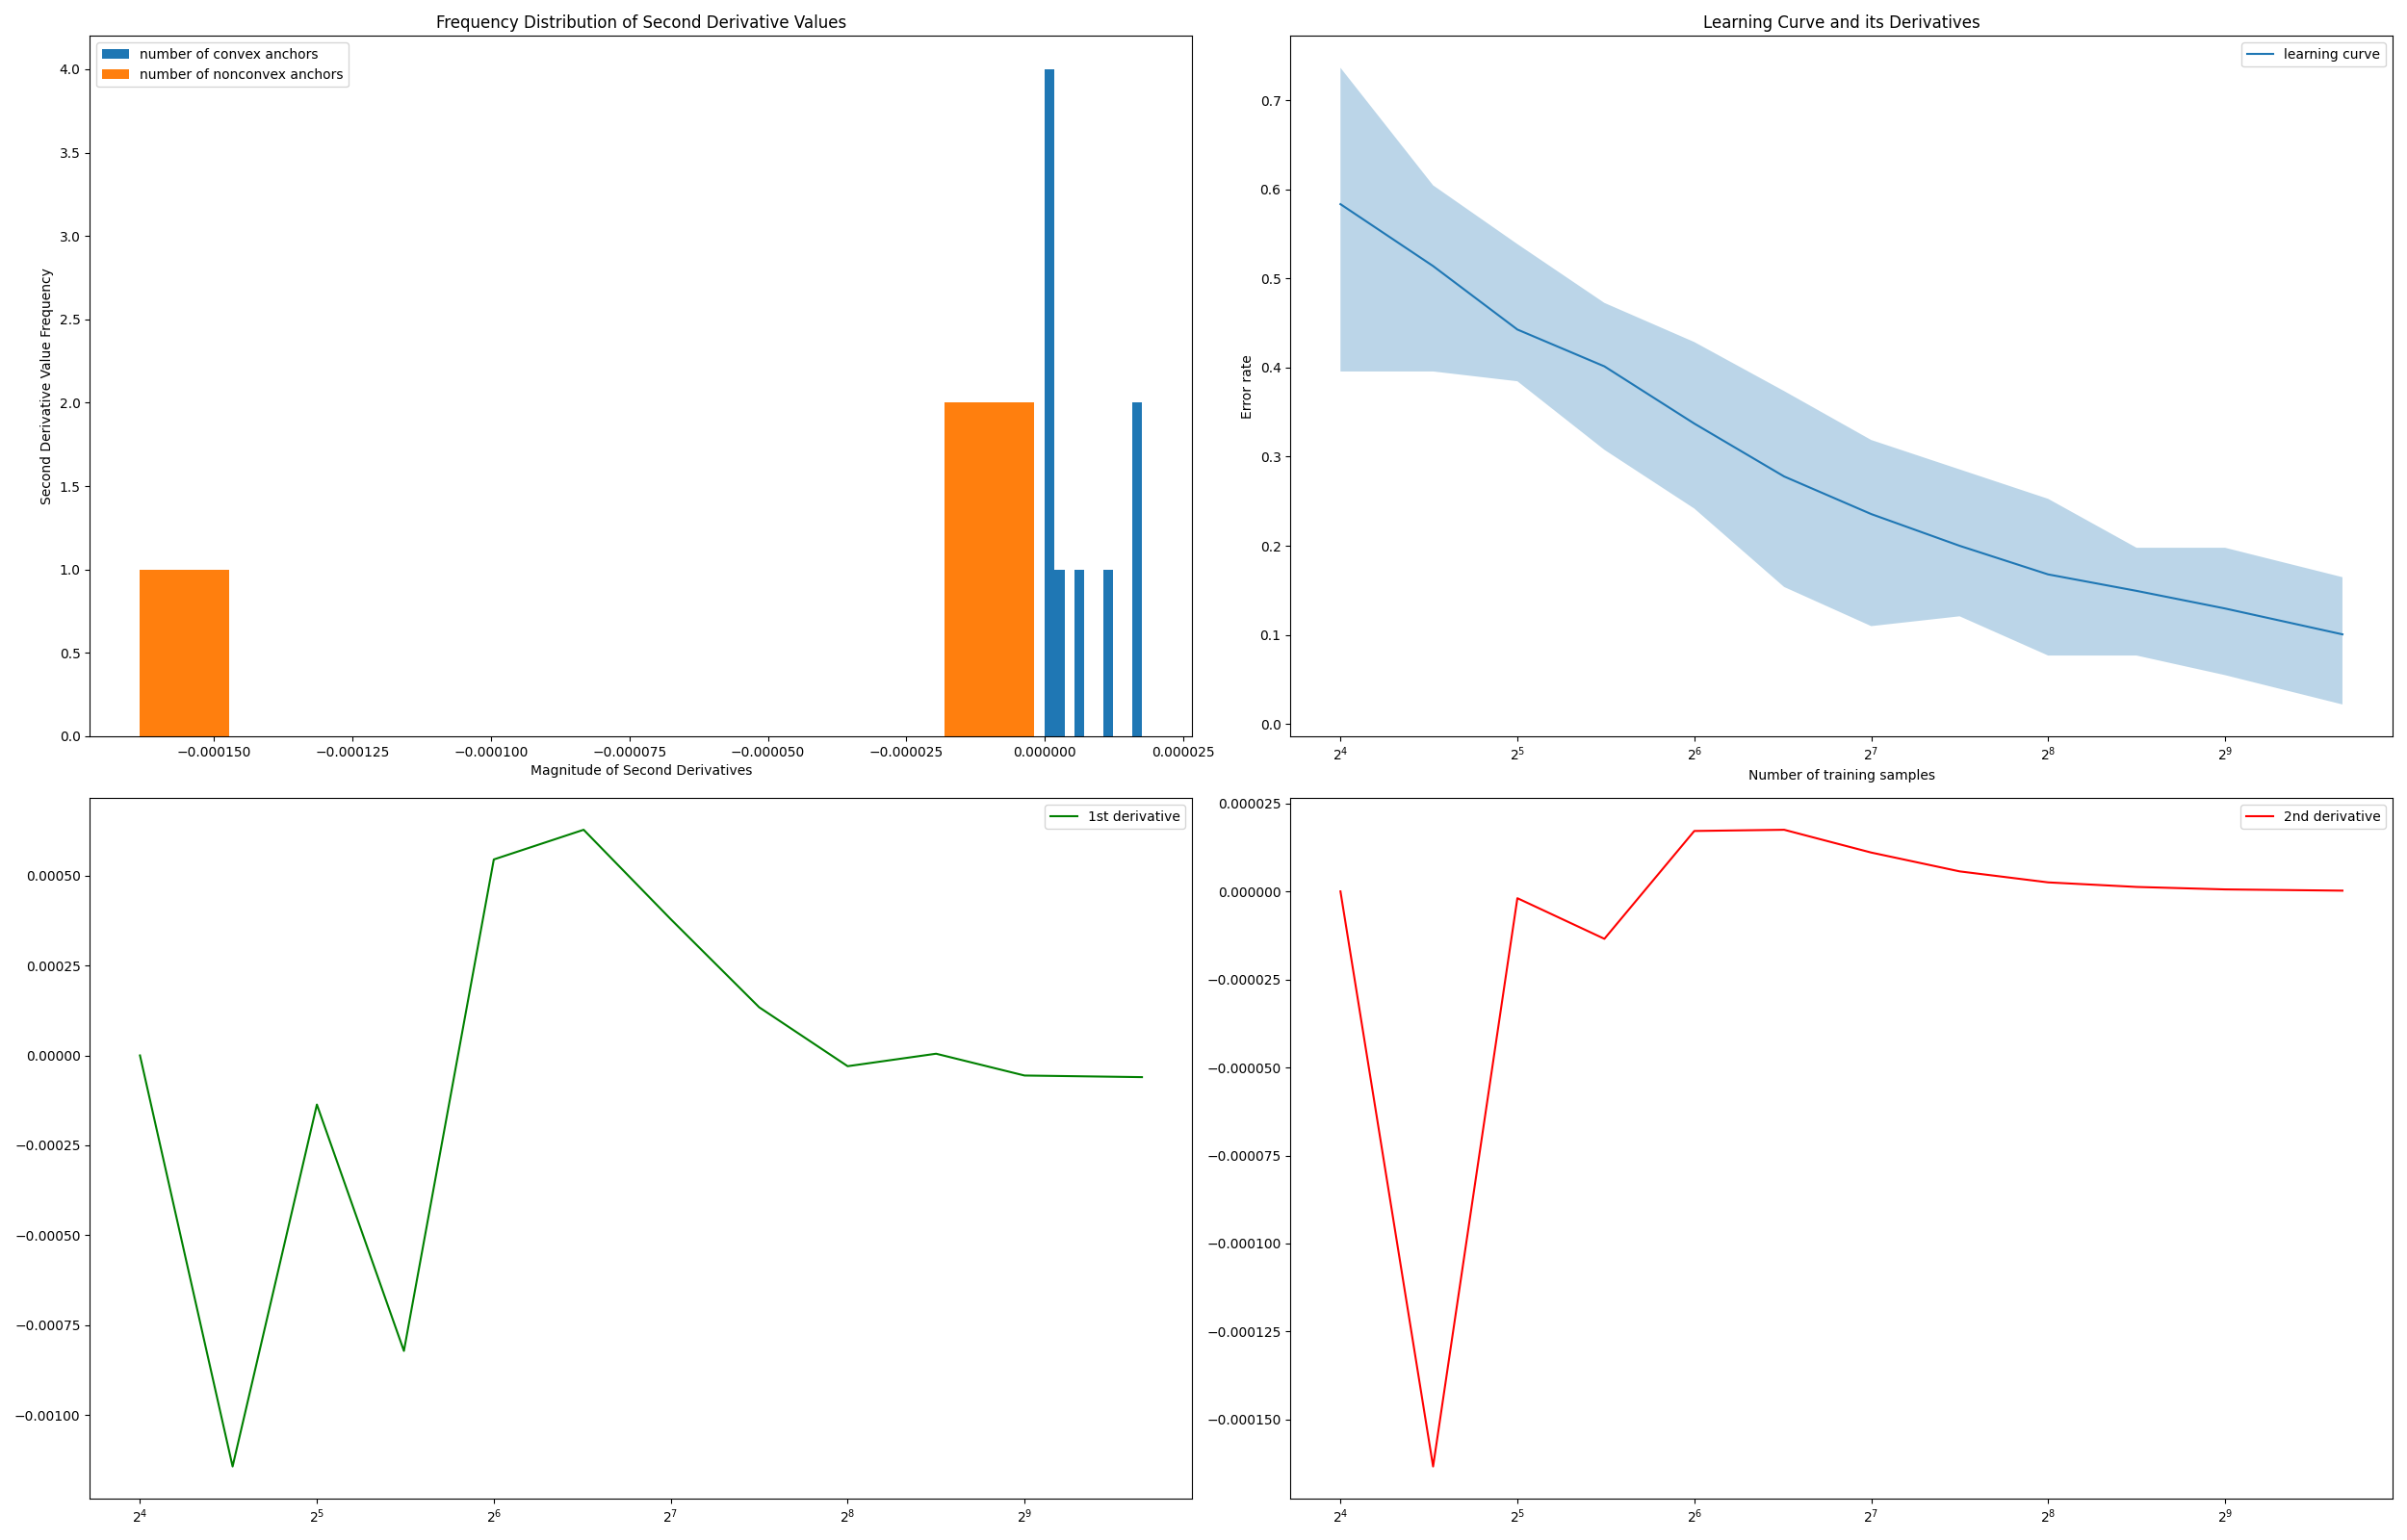 Frequency Distribution of Second Derivative Values
number of convex anchors
number of nonconvex anchors
4.0
3.5
3.0
2.5
2.0
1.5
1.0
0.5
0.0
Second Derivative Value Frequency
−0.000150 −0.000125 −0.000100 −0.000075 −0.000050 −0.000025 0.000000 0.000025
Magnitude of Second Derivatives
Learning Curve and its Derivatives
learning curve
0.7
0.6
0.5
0.4
0.3
0.2
0.1
0.0
Error rate
2⁴ 2⁵ 2⁶ 2⁷ 2⁸ 2⁹
Number of training samples
1st derivative
0.00050
0.00025
0.00000
−0.00025
−0.00050
−0.00075
−0.00100
2⁴ 2⁵ 2⁶ 2⁷ 2⁸ 2⁹
2nd derivative
0.000025
0.000000
−0.000025
−0.000050
−0.000075
−0.000100
−0.000125
−0.000150
2⁴ 2⁵ 2⁶ 2⁷ 2⁸ 2⁹